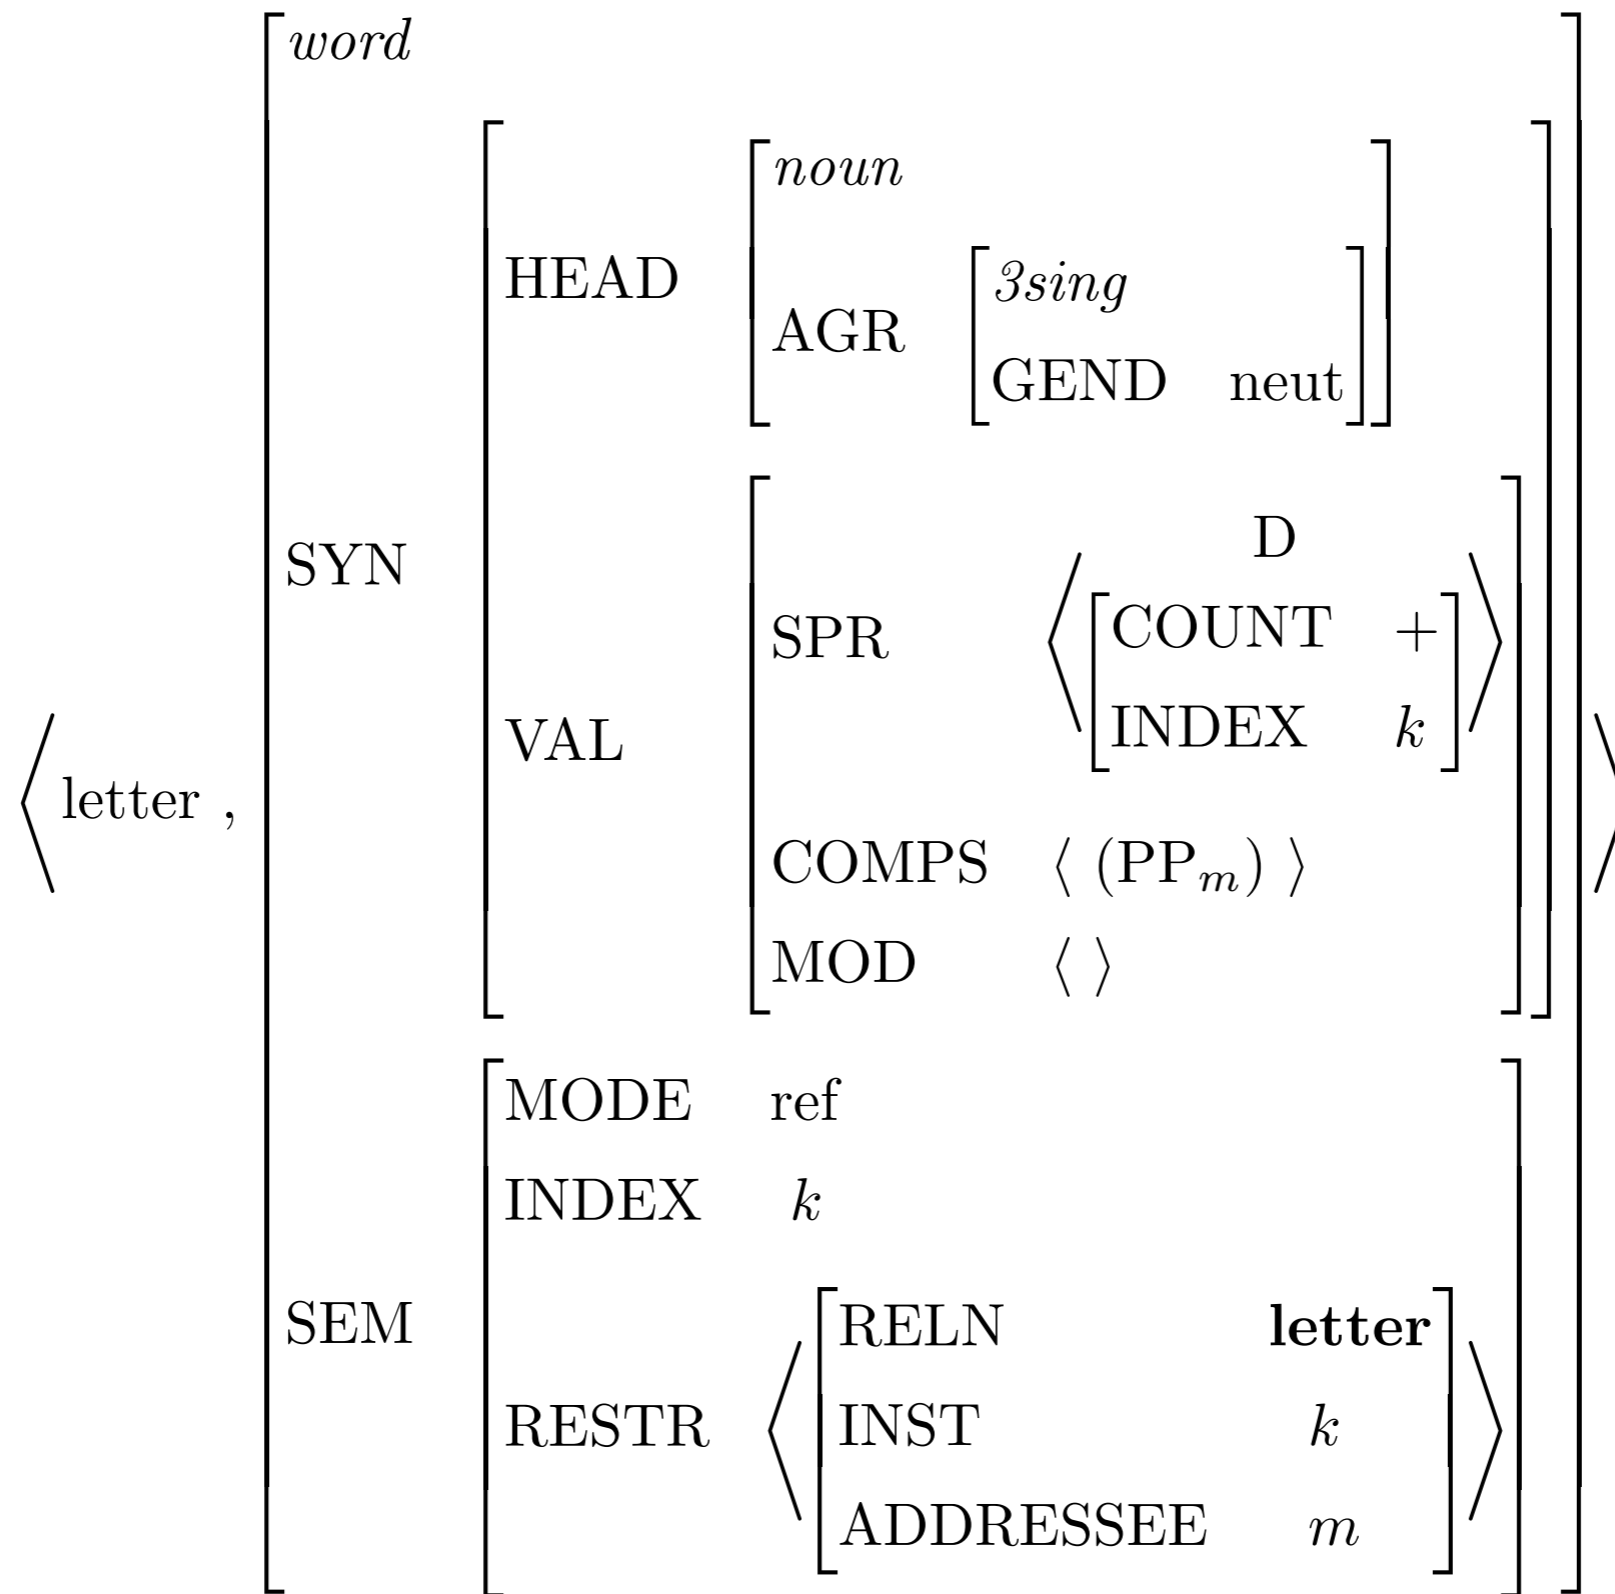 word
noun
HEAD
3sing
AGR
GEND neut
D
SYN
COUNT +
SPR
INDEX k
VAL
⟨ letter ,
COMPS ⟨ (PPₘ) ⟩
MOD ⟨ ⟩
MODE ref
INDEX k
SEM
RELN letter
RESTR
INST k
ADDRESSEE m